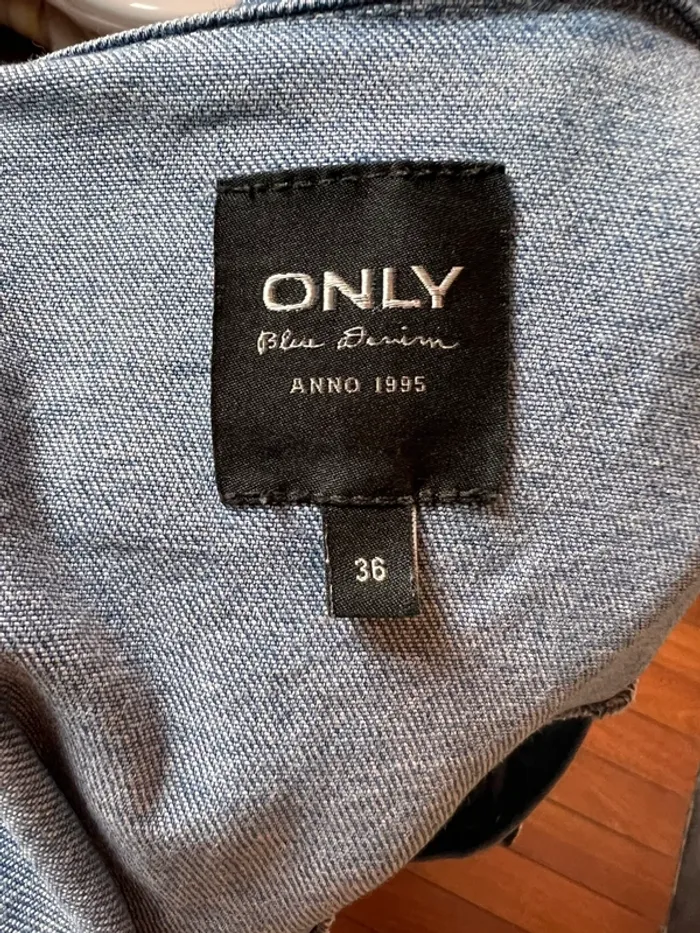 ONLY
Blue Denim
ANNO 1995
36